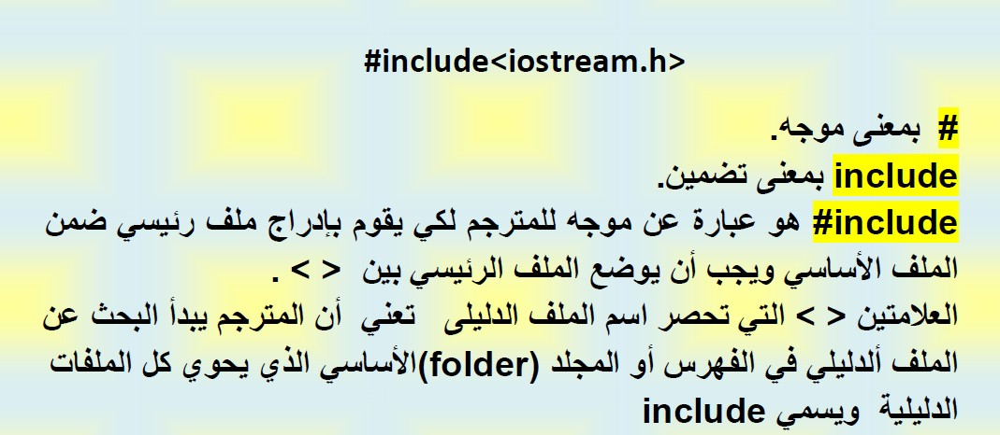 #include<iostream.h>
# بمعنى موجه.
include بمعنى تضمين.
#include هو عبارة عن موجه للمترجم لكي يقوم بإدراج ملف رئيسي ضمن
الملف الأساسي ويجب أن يوضع الملف الرئيسي بين < > .
العلامتين < > التي تحصر اسم الملف الدليلى تعني أن المترجم يبدأ البحث عن
الملف ألدليلي في الفهرس أو المجلد (folder)الأساسي الذي يحوي كل الملفات
الدليلية ويسمي include